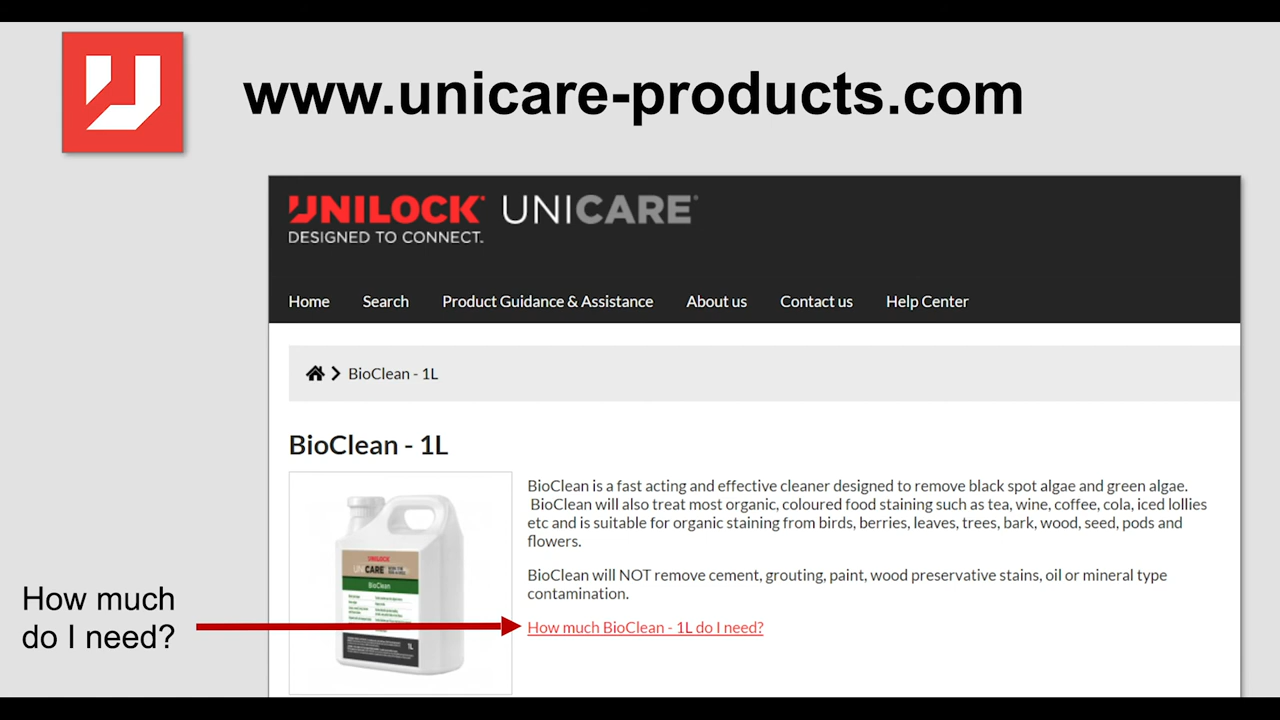 www.unicare-products.com
UNILOCK® UNICARE®
DESIGNED TO CONNECT.
Home Search Product Guidance & Assistance About us Contact us Help Center
BioClean - 1L
BioClean - 1L
BioClean is a fast acting and effective cleaner designed to remove black spot algae and green algae.
BioClean will also treat most organic, coloured food staining such as tea, wine, coffee, cola, iced lollies
etc and is suitable for organic staining from birds, berries, leaves, trees, bark, wood, seed, pods and
flowers.
BioClean will NOT remove cement, grouting, paint, wood preservative stains, oil or mineral type
contamination.
How much BioClean - 1L do I need?
UNILOCK
UNICARE
BioClean
1L
How much
do I need?